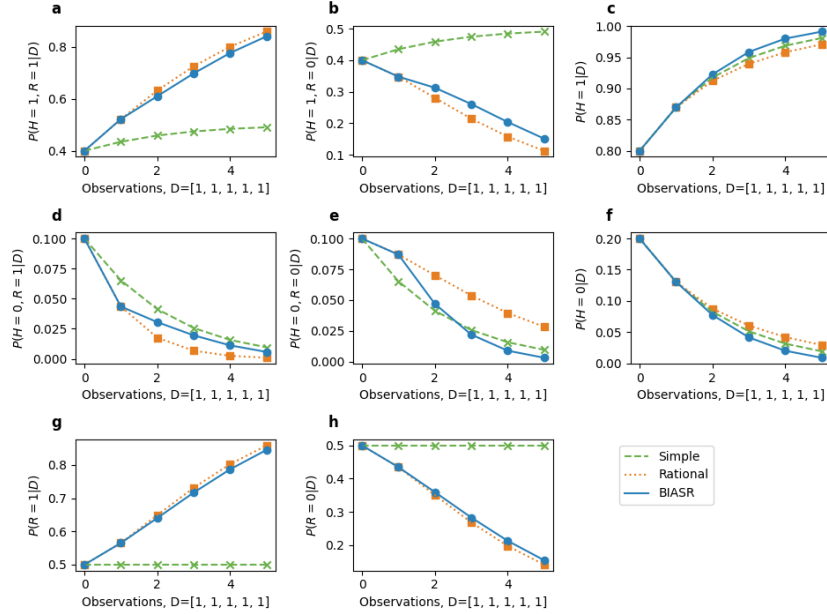 a
b
c
P(H = 1, R = 1|D)
0.8
0.6
0.4
0
2
4
Observations, D=[1, 1, 1, 1, 1]
P(H = 1, R = 0|D)
0.5
0.4
0.3
0.2
0.1
0
2
4
Observations, D=[1, 1, 1, 1, 1]
P(H = 1|D)
1.00
0.95
0.90
0.85
0.80
0
2
4
Observations, D=[1, 1, 1, 1, 1]
d
e
f
P(H = 0, R = 1|D)
0.100
0.075
0.050
0.025
0.000
0
2
4
Observations, D=[1, 1, 1, 1, 1]
P(H = 0, R = 0|D)
0.100
0.075
0.050
0.025
0.000
0
2
4
Observations, D=[1, 1, 1, 1, 1]
P(H = 0|D)
0.20
0.15
0.10
0.05
0.00
0
2
4
Observations, D=[1, 1, 1, 1, 1]
g
h
P(R = 1|D)
0.8
0.7
0.6
0.5
0
2
4
Observations, D=[1, 1, 1, 1, 1]
P(R = 0|D)
0.5
0.4
0.3
0.2
0
2
4
Observations, D=[1, 1, 1, 1, 1]
Simple
Rational
BIASR